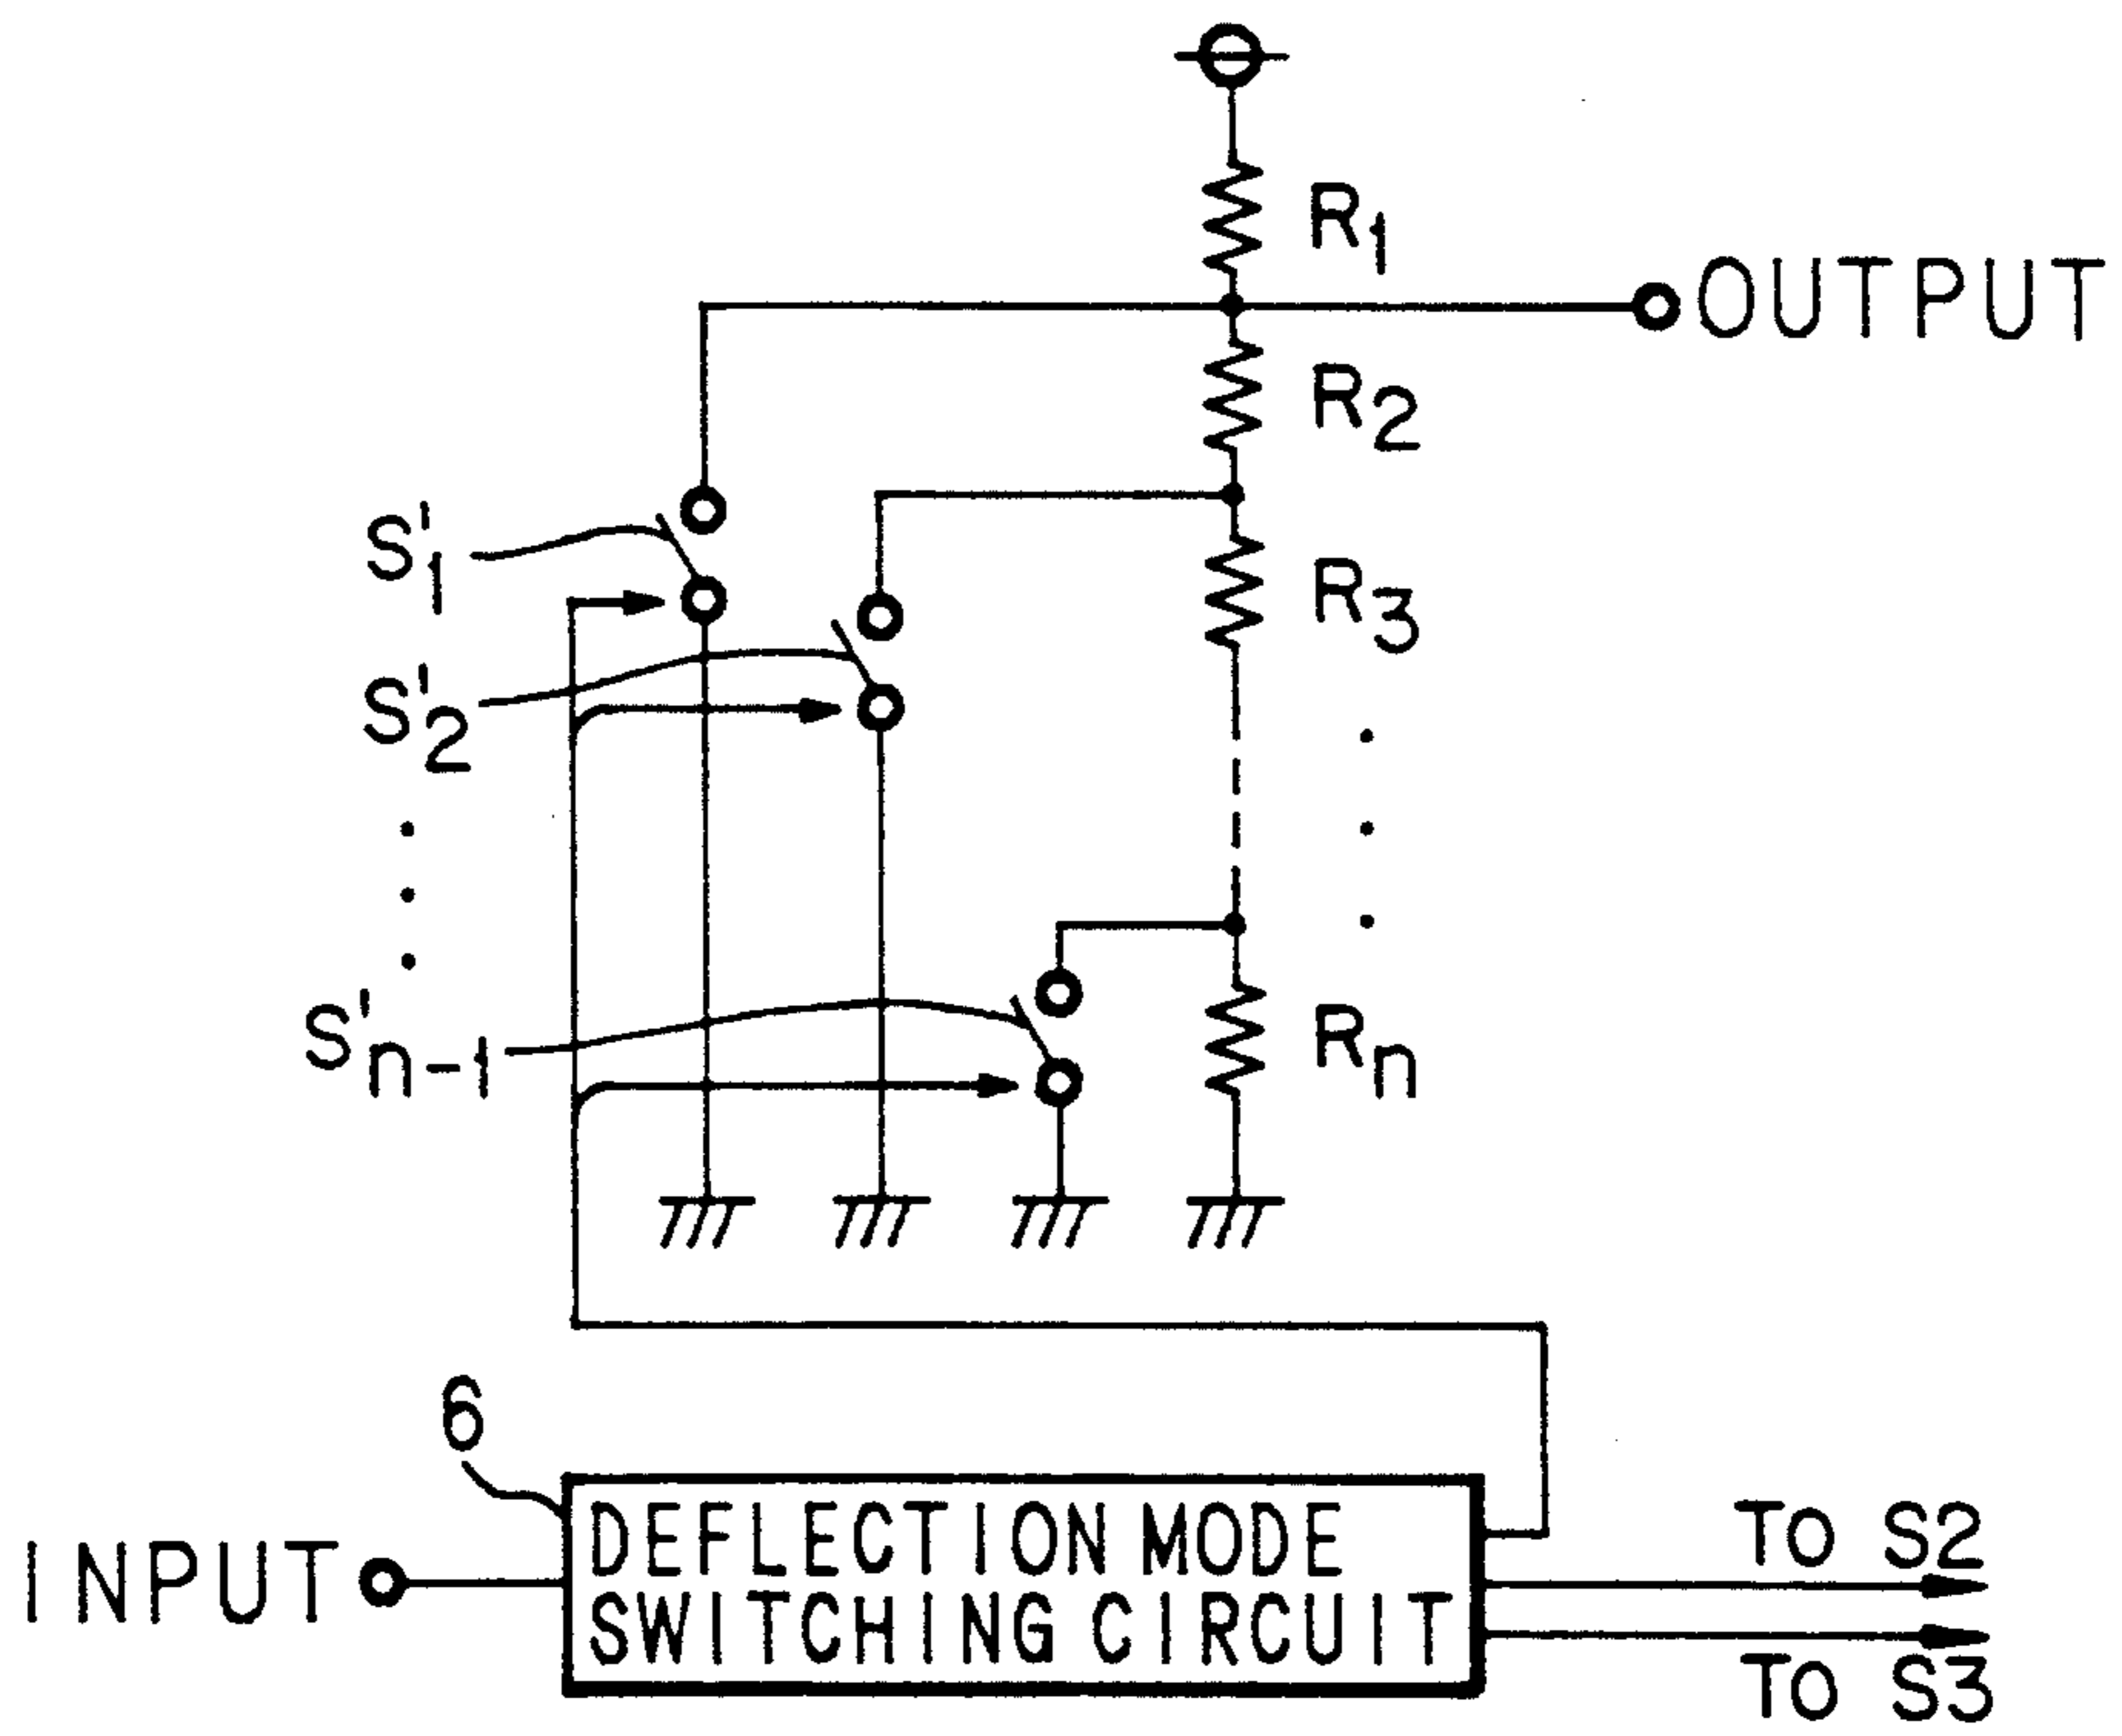 R1
OUTPUT
R2
S'1
R3
S'2
S'n-1
Rn
6
DEFLECTION MODE
SWITCHING CIRCUIT
INPUT
TO S2
TO S3